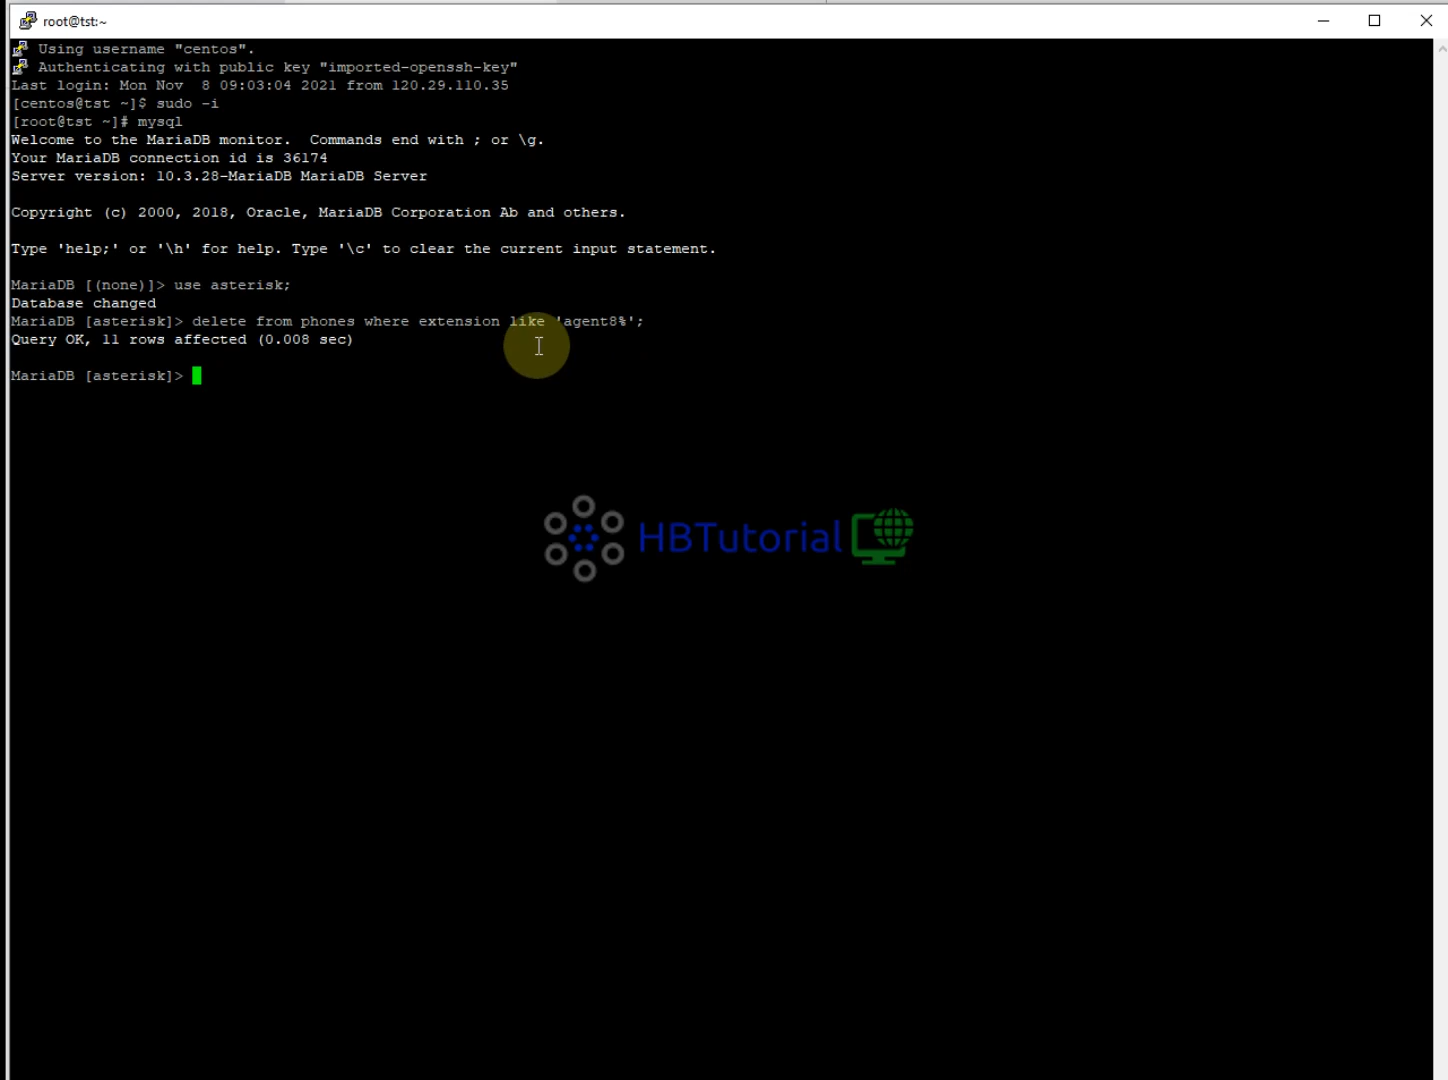 root@tst:~
Using username "centos".
Authenticating with public key "imported-openssh-key"
Last login: Mon Nov  8 09:03:04 2021 from 120.29.110.35
[centos@tst ~]$ sudo -i
[root@tst ~]# mysql
Welcome to the MariaDB monitor.  Commands end with ; or \g.
Your MariaDB connection id is 36174
Server version: 10.3.28-MariaDB MariaDB Server
Copyright (c) 2000, 2018, Oracle, MariaDB Corporation Ab and others.
Type 'help;' or '\h' for help. Type '\c' to clear the current input statement.
MariaDB [(none)]> use asterisk;
Database changed
MariaDB [asterisk]> delete from phones where extension like 'agent8%';
Query OK, 11 rows affected (0.008 sec)
MariaDB [asterisk]>
HBTutorial